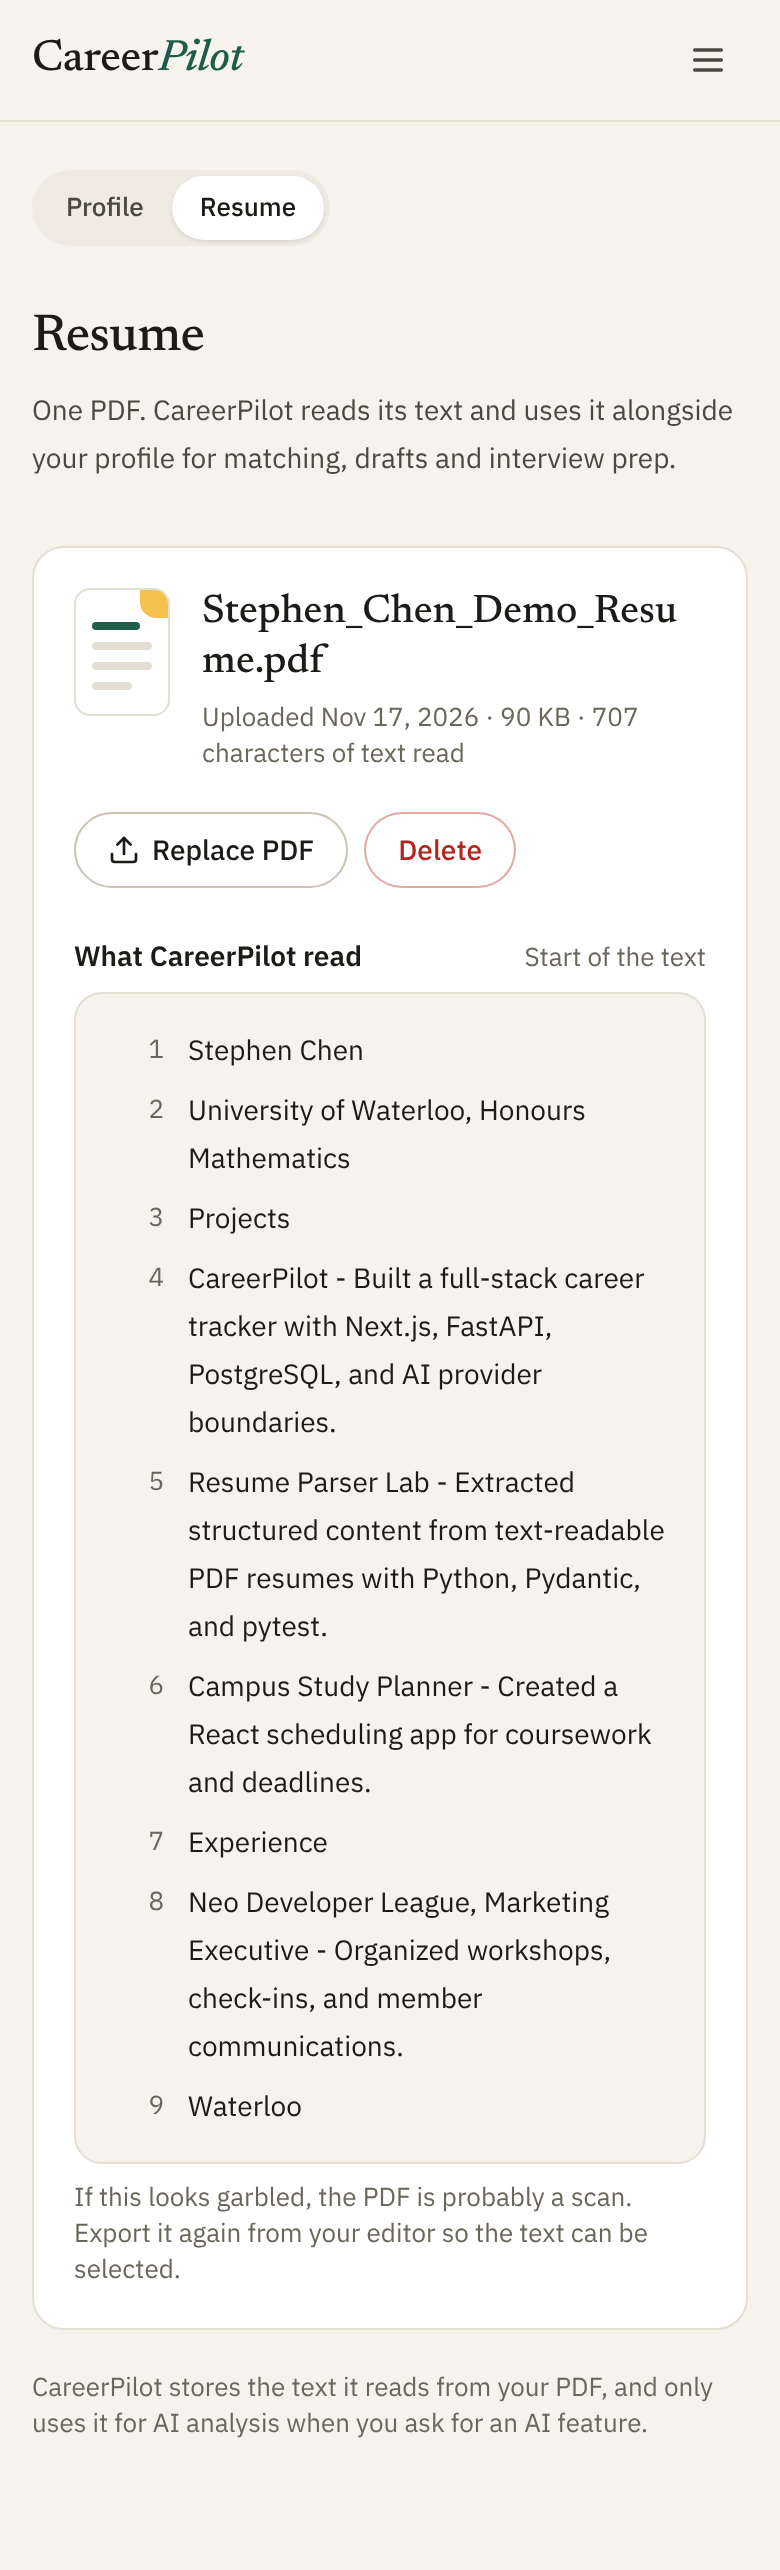 CareerPilot
Profile
Resume
Resume
One PDF. CareerPilot reads its text and uses it alongside
your profile for matching, drafts and interview prep.
Stephen_Chen_Demo_Resu
me.pdf
Uploaded Nov 17, 2026 · 90 KB · 707
characters of text read
Replace PDF
Delete
What CareerPilot read
Start of the text
1 Stephen Chen
2 University of Waterloo, Honours
Mathematics
3 Projects
4 CareerPilot - Built a full-stack career
tracker with Next.js, FastAPI,
PostgreSQL, and AI provider
boundaries.
5 Resume Parser Lab - Extracted
structured content from text-readable
PDF resumes with Python, Pydantic,
and pytest.
6 Campus Study Planner - Created a
React scheduling app for coursework
and deadlines.
7 Experience
8 Neo Developer League, Marketing
Executive - Organized workshops,
check-ins, and member
communications.
9 Waterloo
If this looks garbled, the PDF is probably a scan.
Export it again from your editor so the text can be
selected.
CareerPilot stores the text it reads from your PDF, and only
uses it for AI analysis when you ask for an AI feature.